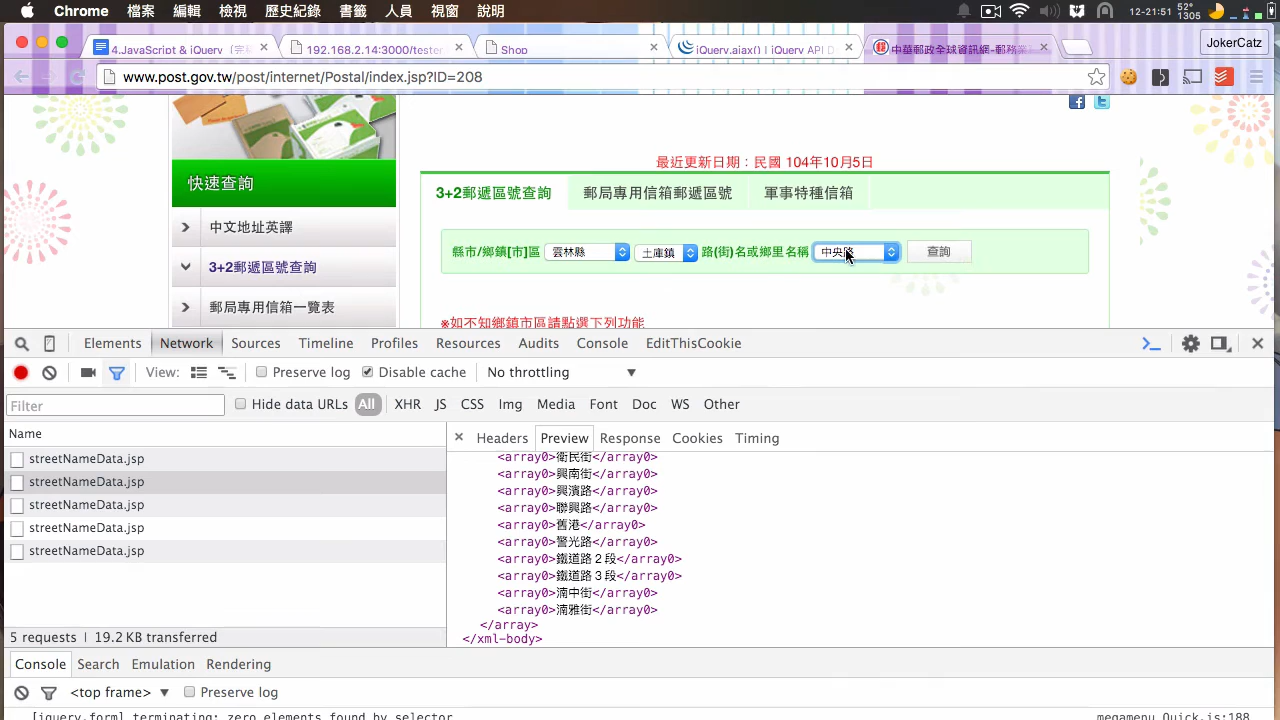 Chrome 檔案 編輯 檢視 歷史紀錄 書籤 人員 視窗 說明
52°C
1305
12:21:51
4.JavaScript & jQuery
192.168.2.14:3000/tester
Shop
jQuery.ajax() | jQuery API D
中華郵政全球資訊網-郵務業
JokerCatz
www.post.gov.tw/post/internet/Postal/index.jsp?ID=208
最近更新日期：民國 104年10月5日
快速查詢
中文地址英譯
3+2郵遞區號查詢
郵局專用信箱一覽表
3+2郵遞區號查詢 郵局專用信箱郵遞區號 軍事特種信箱
縣市/鄉鎮[市]區 雲林縣 土庫鎮 路(街)名或鄉里名稱 中央路 查詢
※如不知鄉鎮市區請點選下列功能
Elements Network Sources Timeline Profiles Resources Audits Console EditThisCookie
View: Preserve log Disable cache No throttling ▼
Filter Hide data URLs All XHR JS CSS Img Media Font Doc WS Other
Name
streetNameData.jsp
streetNameData.jsp
streetNameData.jsp
streetNameData.jsp
streetNameData.jsp
5 requests | 19.2 KB transferred
× Headers Preview Response Cookies Timing
<array0>衛民街</array0>
<array0>興南街</array0>
<array0>興濱路</array0>
<array0>聯興路</array0>
<array0>舊港</array0>
<array0>警光路</array0>
<array0>鐵道路２段</array0>
<array0>鐵道路３段</array0>
<array0>湳中街</array0>
<array0>湳雅街</array0>
</array>
</xml-body>
Console Search Emulation Rendering
<top frame> ▼ Preserve log
[jquery.form] terminating; zero elements found by selector
megamenu_Quick.js:188